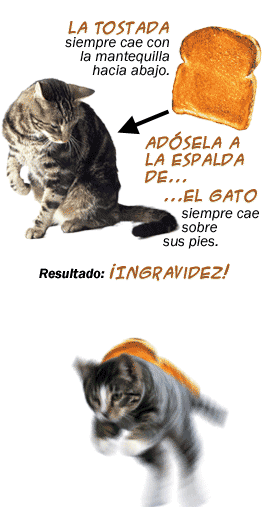 LA TOSTADA
siempre cae con
la mantequilla
hacia abajo.
ADÓSELA A
LA ESPALDA
DE...
...EL GATO
siempre cae
sobre
sus pies.
Resultado: ¡INGRAVIDEZ!